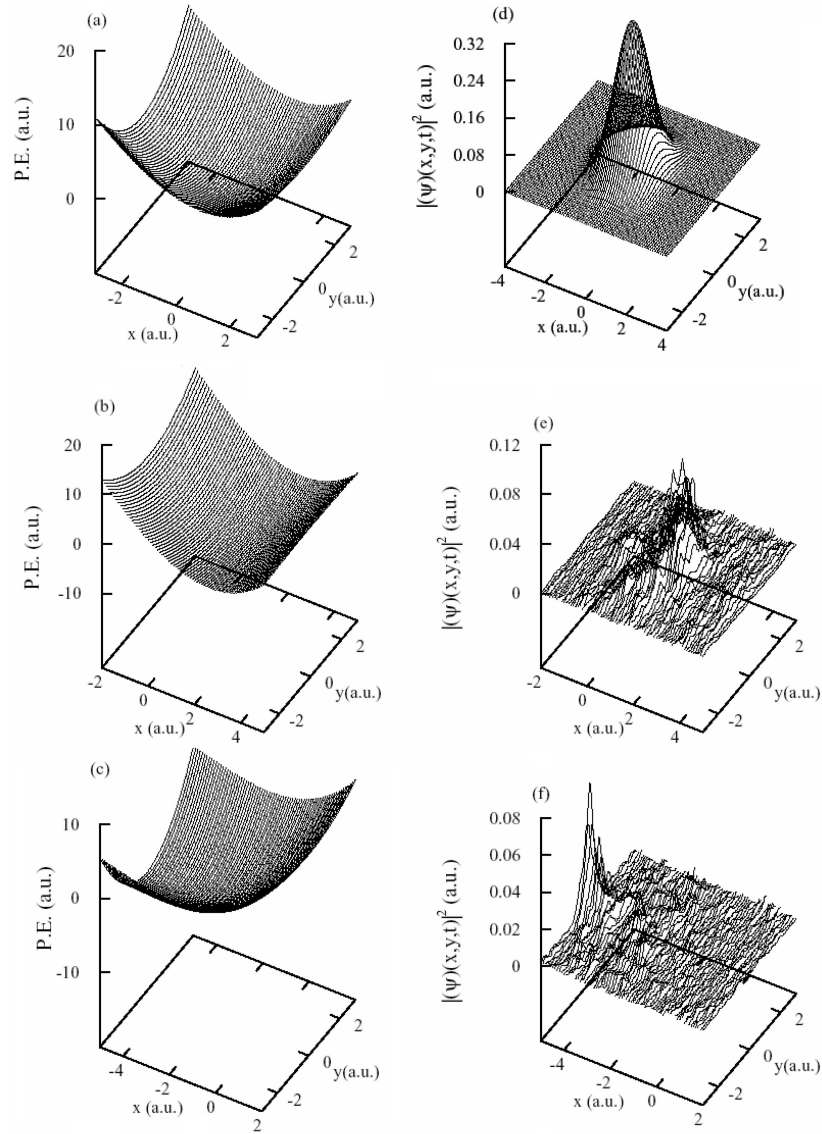 (a)
20
10
0
P.E. (a.u.)
-2
0
2
x (a.u.)
-2
0
2
y(a.u.)
(d)
0.32
0.24
0.16
0.08
0
|(ψ)(x,y,t)|² (a.u.)
-4
-2
0
2
4
x (a.u.)
-2
0
2
y(a.u.)
(b)
20
10
0
-10
P.E. (a.u.)
-2
0
2
4
x (a.u.)
-2
0
2
y(a.u.)
(e)
0.12
0.08
0.04
0
|(ψ)(x,y,t)|² (a.u.)
-2
0
2
4
x (a.u.)
-2
0
2
y(a.u.)
(c)
10
0
-10
P.E. (a.u.)
-4
-2
0
2
x (a.u.)
-2
0
2
y(a.u.)
(f)
0.08
0.06
0.04
0.02
0
|(ψ)(x,y,t)|² (a.u.)
-4
-2
0
2
x (a.u.)
-2
0
2
y(a.u.)